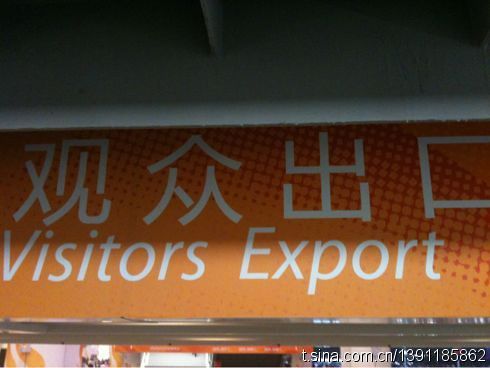 观众出口
Visitors Export
t.sina.com.cn/1391185862